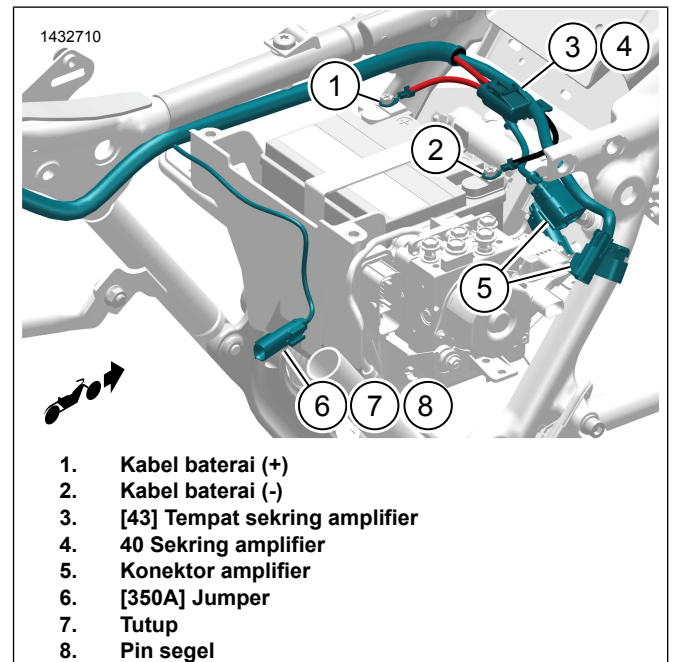 1432710
3 4
1
2
5
6 7 8
1. Kabel baterai (+)
2. Kabel baterai (-)
3. [43] Tempat sekring amplifier
4. 40 Sekring amplifier
5. Konektor amplifier
6. [350A] Jumper
7. Tutup
8. Pin segel